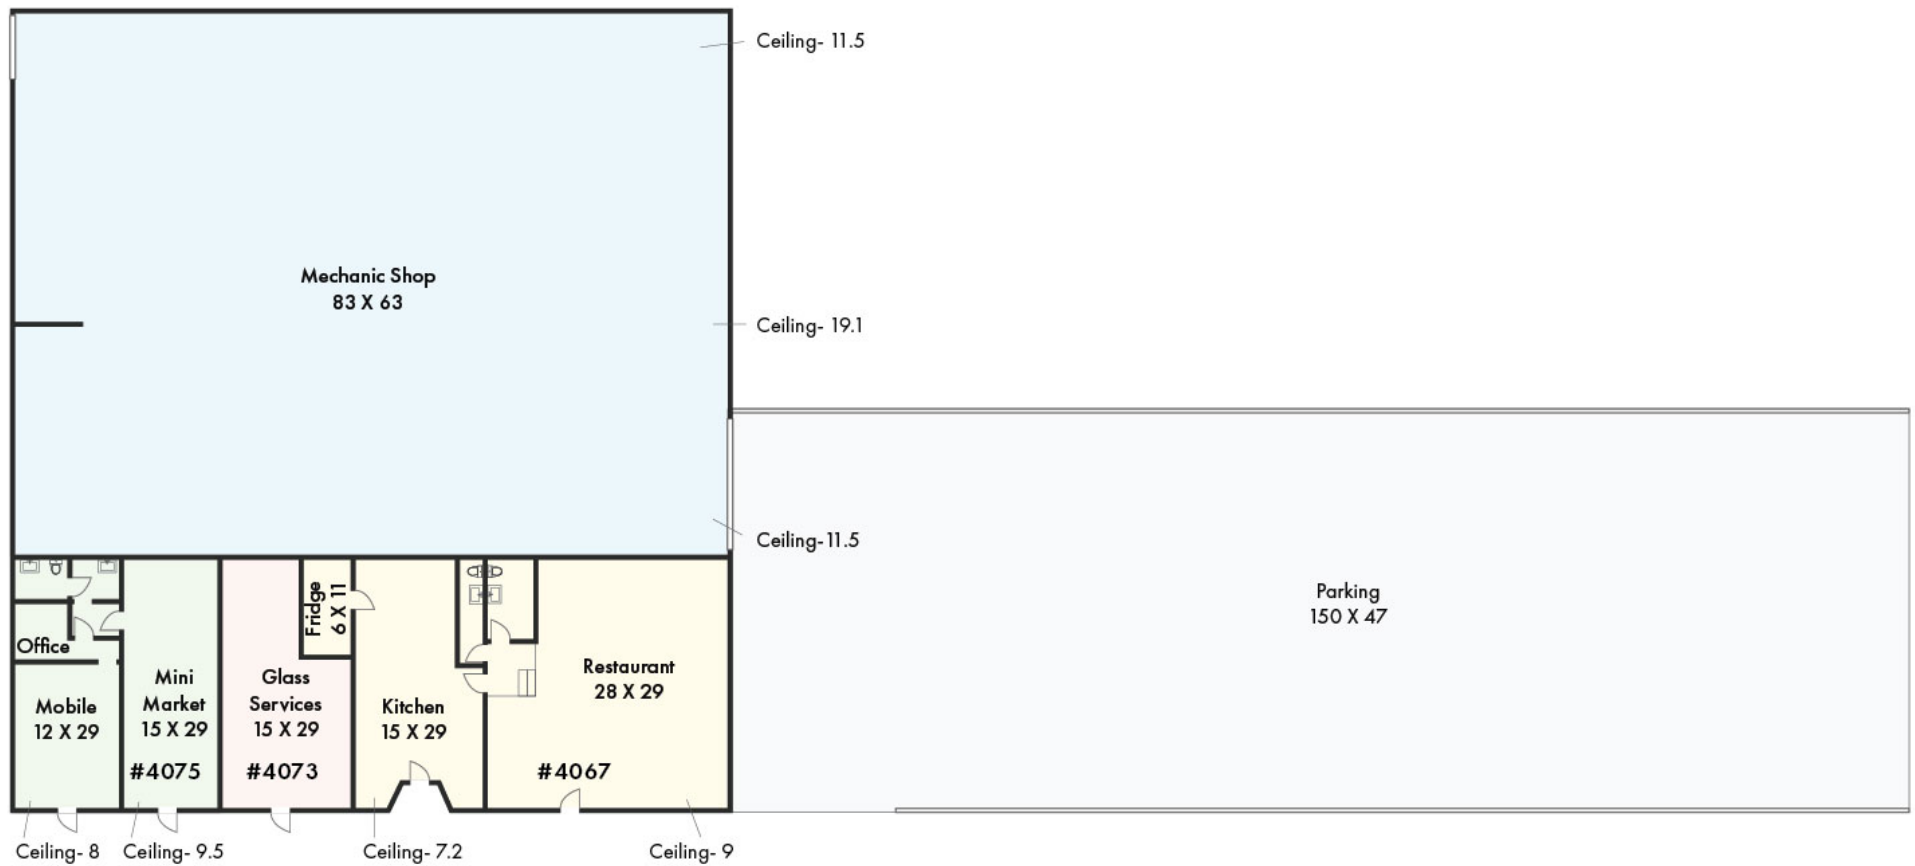 Ceiling- 11.5
Mechanic Shop
83 X 63
Ceiling- 19.1
Ceiling-11.5
Parking
150 X 47
Fridge
6 X 11
Office
Mobile
12 X 29
Mini
Market
15 X 29
#4075
Glass
Services
15 X 29
#4073
Kitchen
15 X 29
Restaurant
28 X 29
#4067
Ceiling- 8
Ceiling- 9.5
Ceiling- 7.2
Ceiling- 9